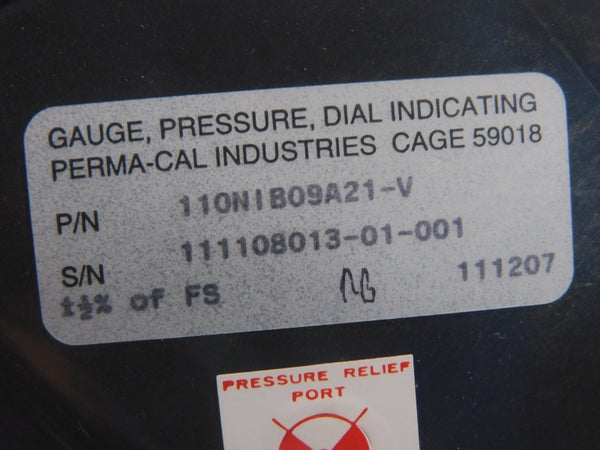 GAUGE, PRESSURE, DIAL INDICATING
PERMA-CAL INDUSTRIES CAGE 59018
P/N 110NIB09A21-V
S/N 111108013-01-001
±½% of FS 111207
PRESSURE RELIEF
PORT